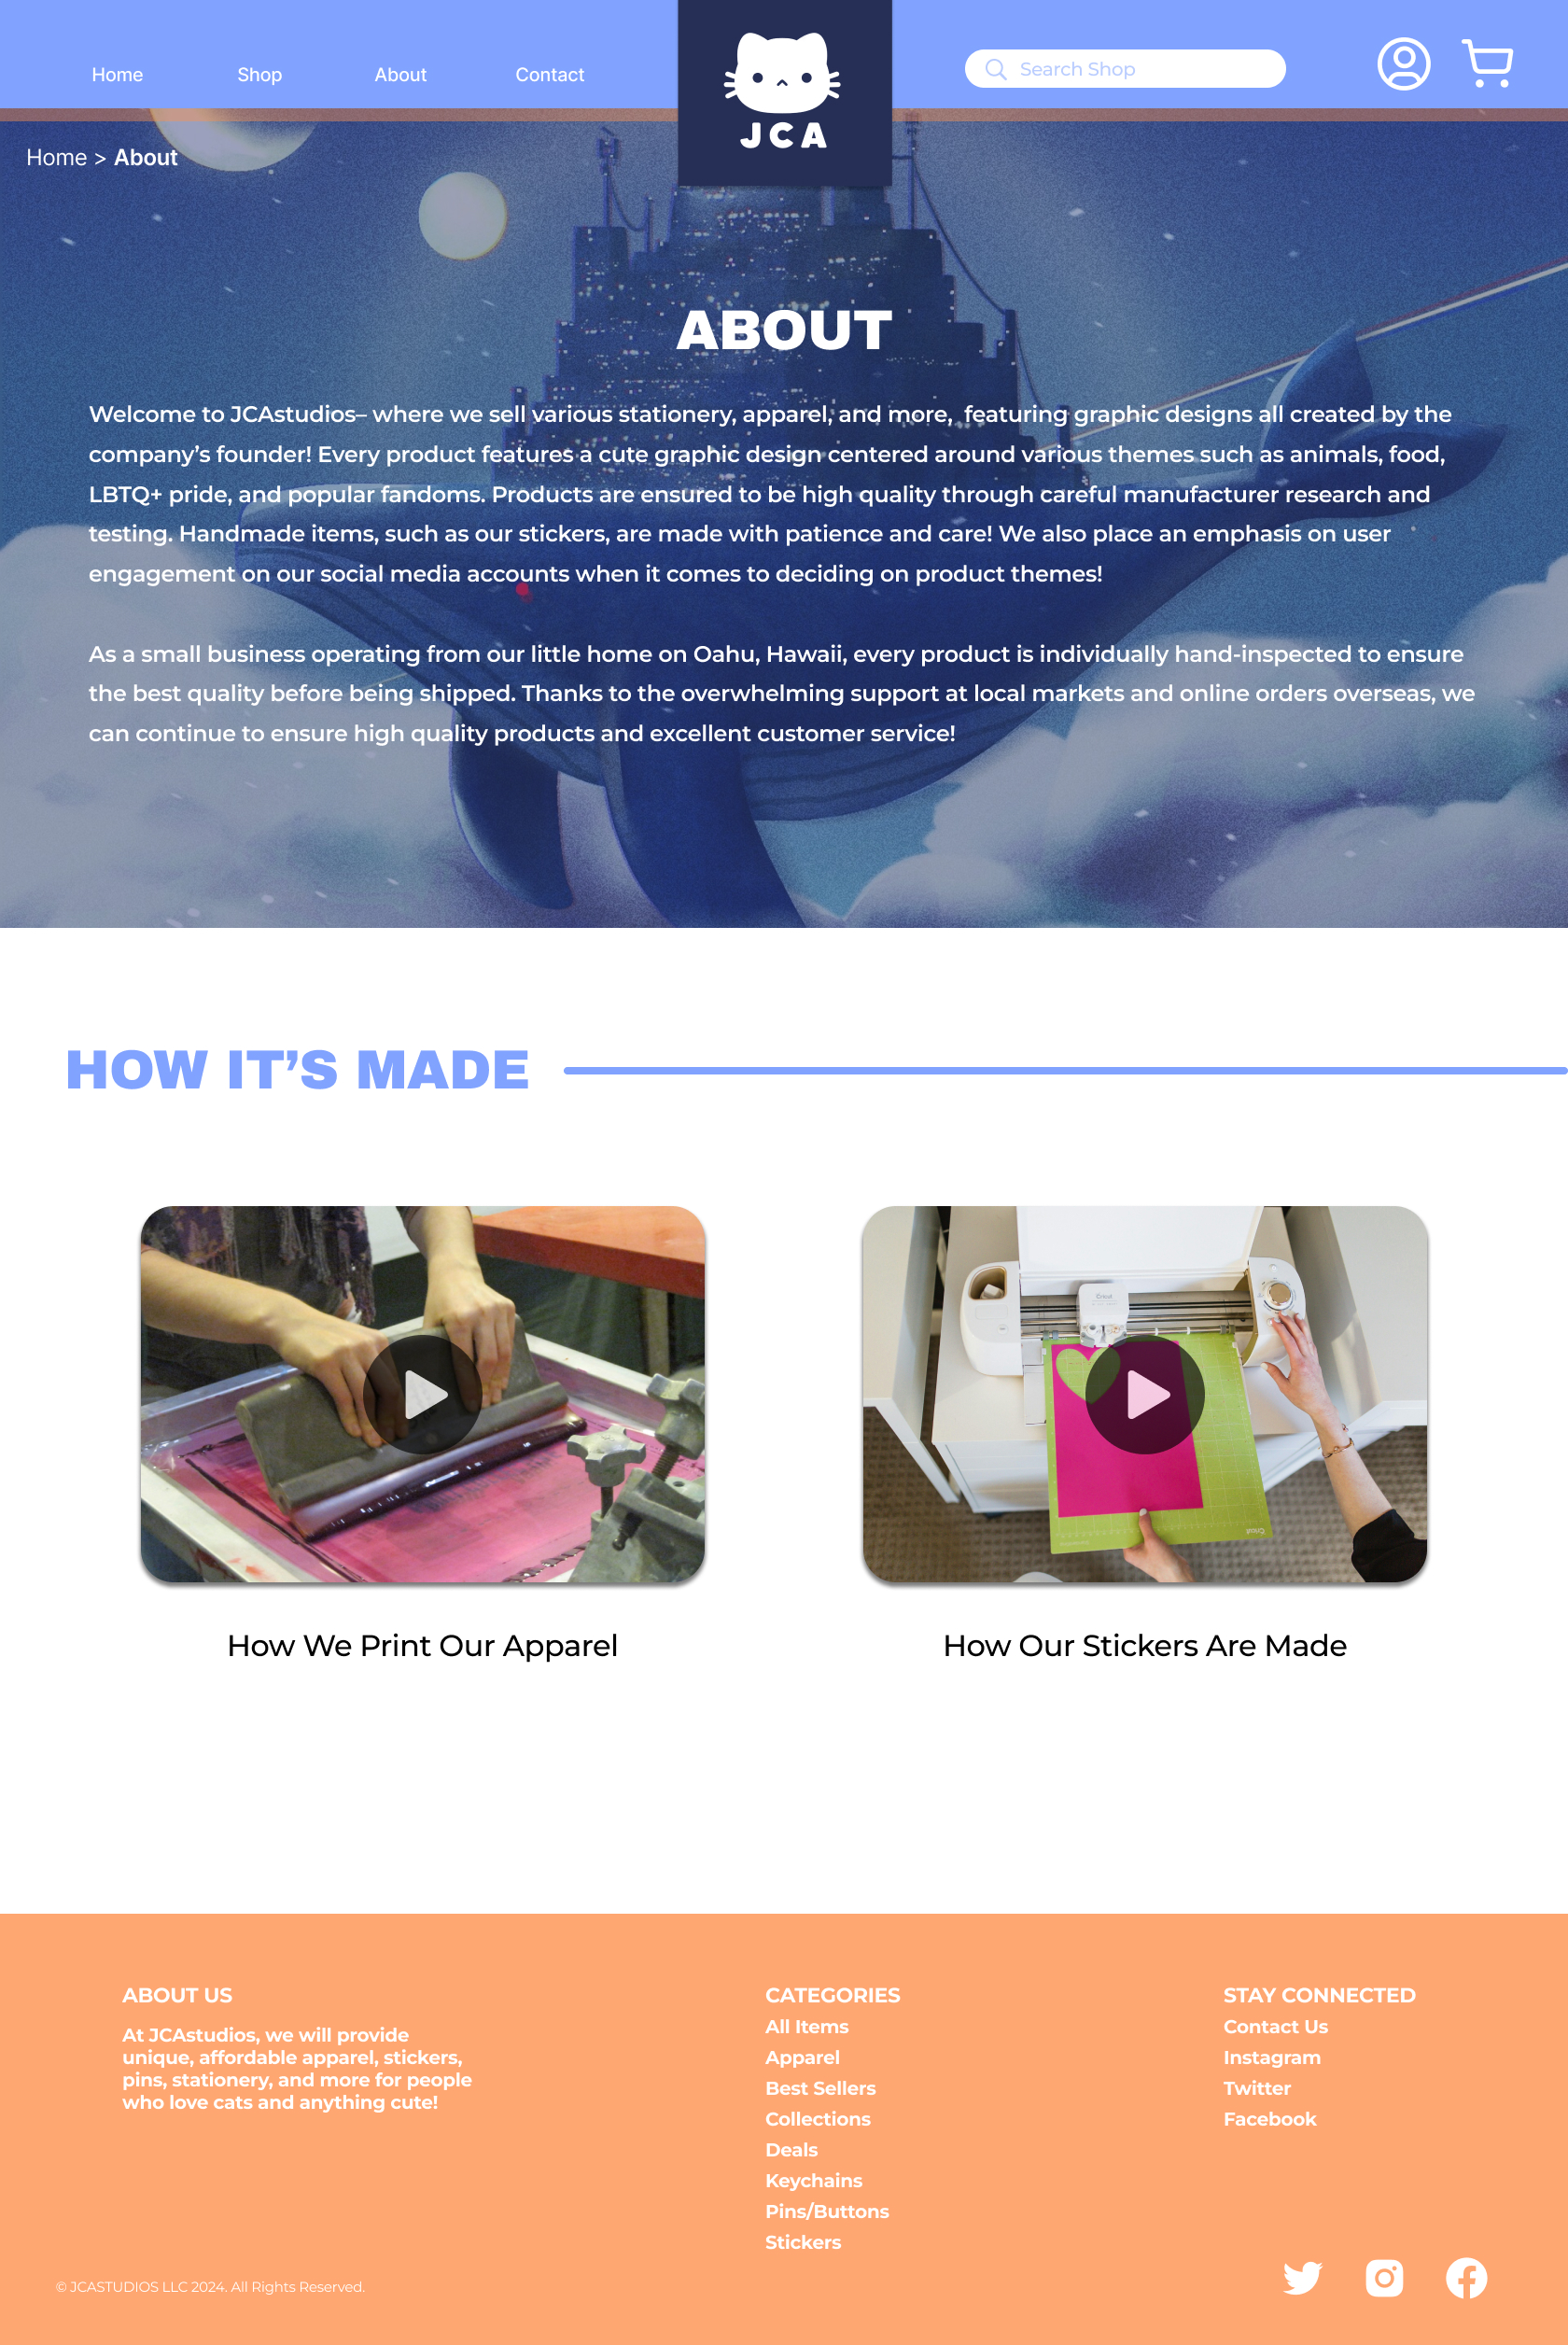 Home
Shop
About
Contact
JCA
Search Shop
Home > About
ABOUT
Welcome to JCAstudios– where we sell various stationery, apparel, and more,  featuring graphic designs all created by the
company’s founder! Every product features a cute graphic design centered around various themes such as animals, food,
LBTQ+ pride, and popular fandoms. Products are ensured to be high quality through careful manufacturer research and
testing. Handmade items, such as our stickers, are made with patience and care! We also place an emphasis on user
engagement on our social media accounts when it comes to deciding on product themes!
As a small business operating from our little home on Oahu, Hawaii, every product is individually hand-inspected to ensure
the best quality before being shipped. Thanks to the overwhelming support at local markets and online orders overseas, we
can continue to ensure high quality products and excellent customer service!
HOW IT’S MADE
Cricut
cricut
How We Print Our Apparel
How Our Stickers Are Made
ABOUT US
At JCAstudios, we will provide
unique, affordable apparel, stickers,
pins, stationery, and more for people
who love cats and anything cute!
CATEGORIES
All Items
Apparel
Best Sellers
Collections
Deals
Keychains
Pins/Buttons
Stickers
STAY CONNECTED
Contact Us
Instagram
Twitter
Facebook
© JCASTUDIOS LLC 2024. All Rights Reserved.